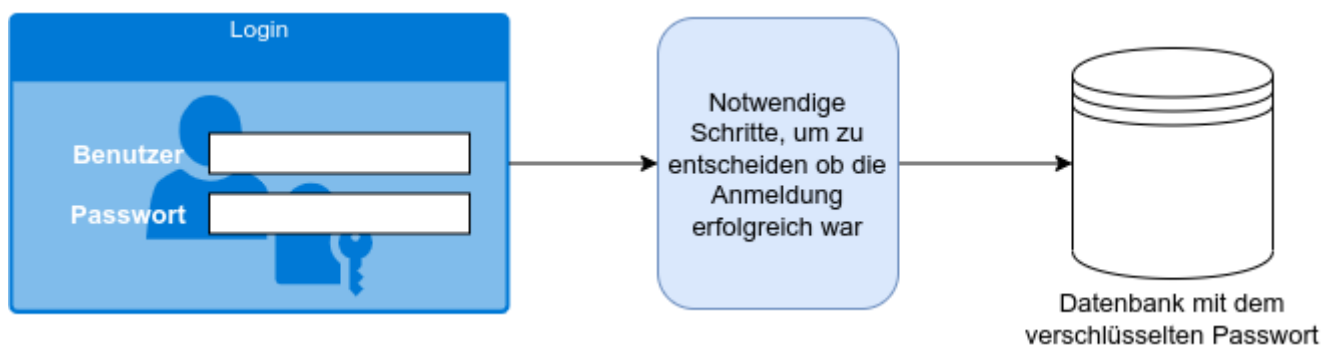 Login
Benutzer
Passwort
Notwendige
Schritte, um zu
entscheiden ob die
Anmeldung
erfolgreich war
Datenbank mit dem
verschlüsselten Passwort